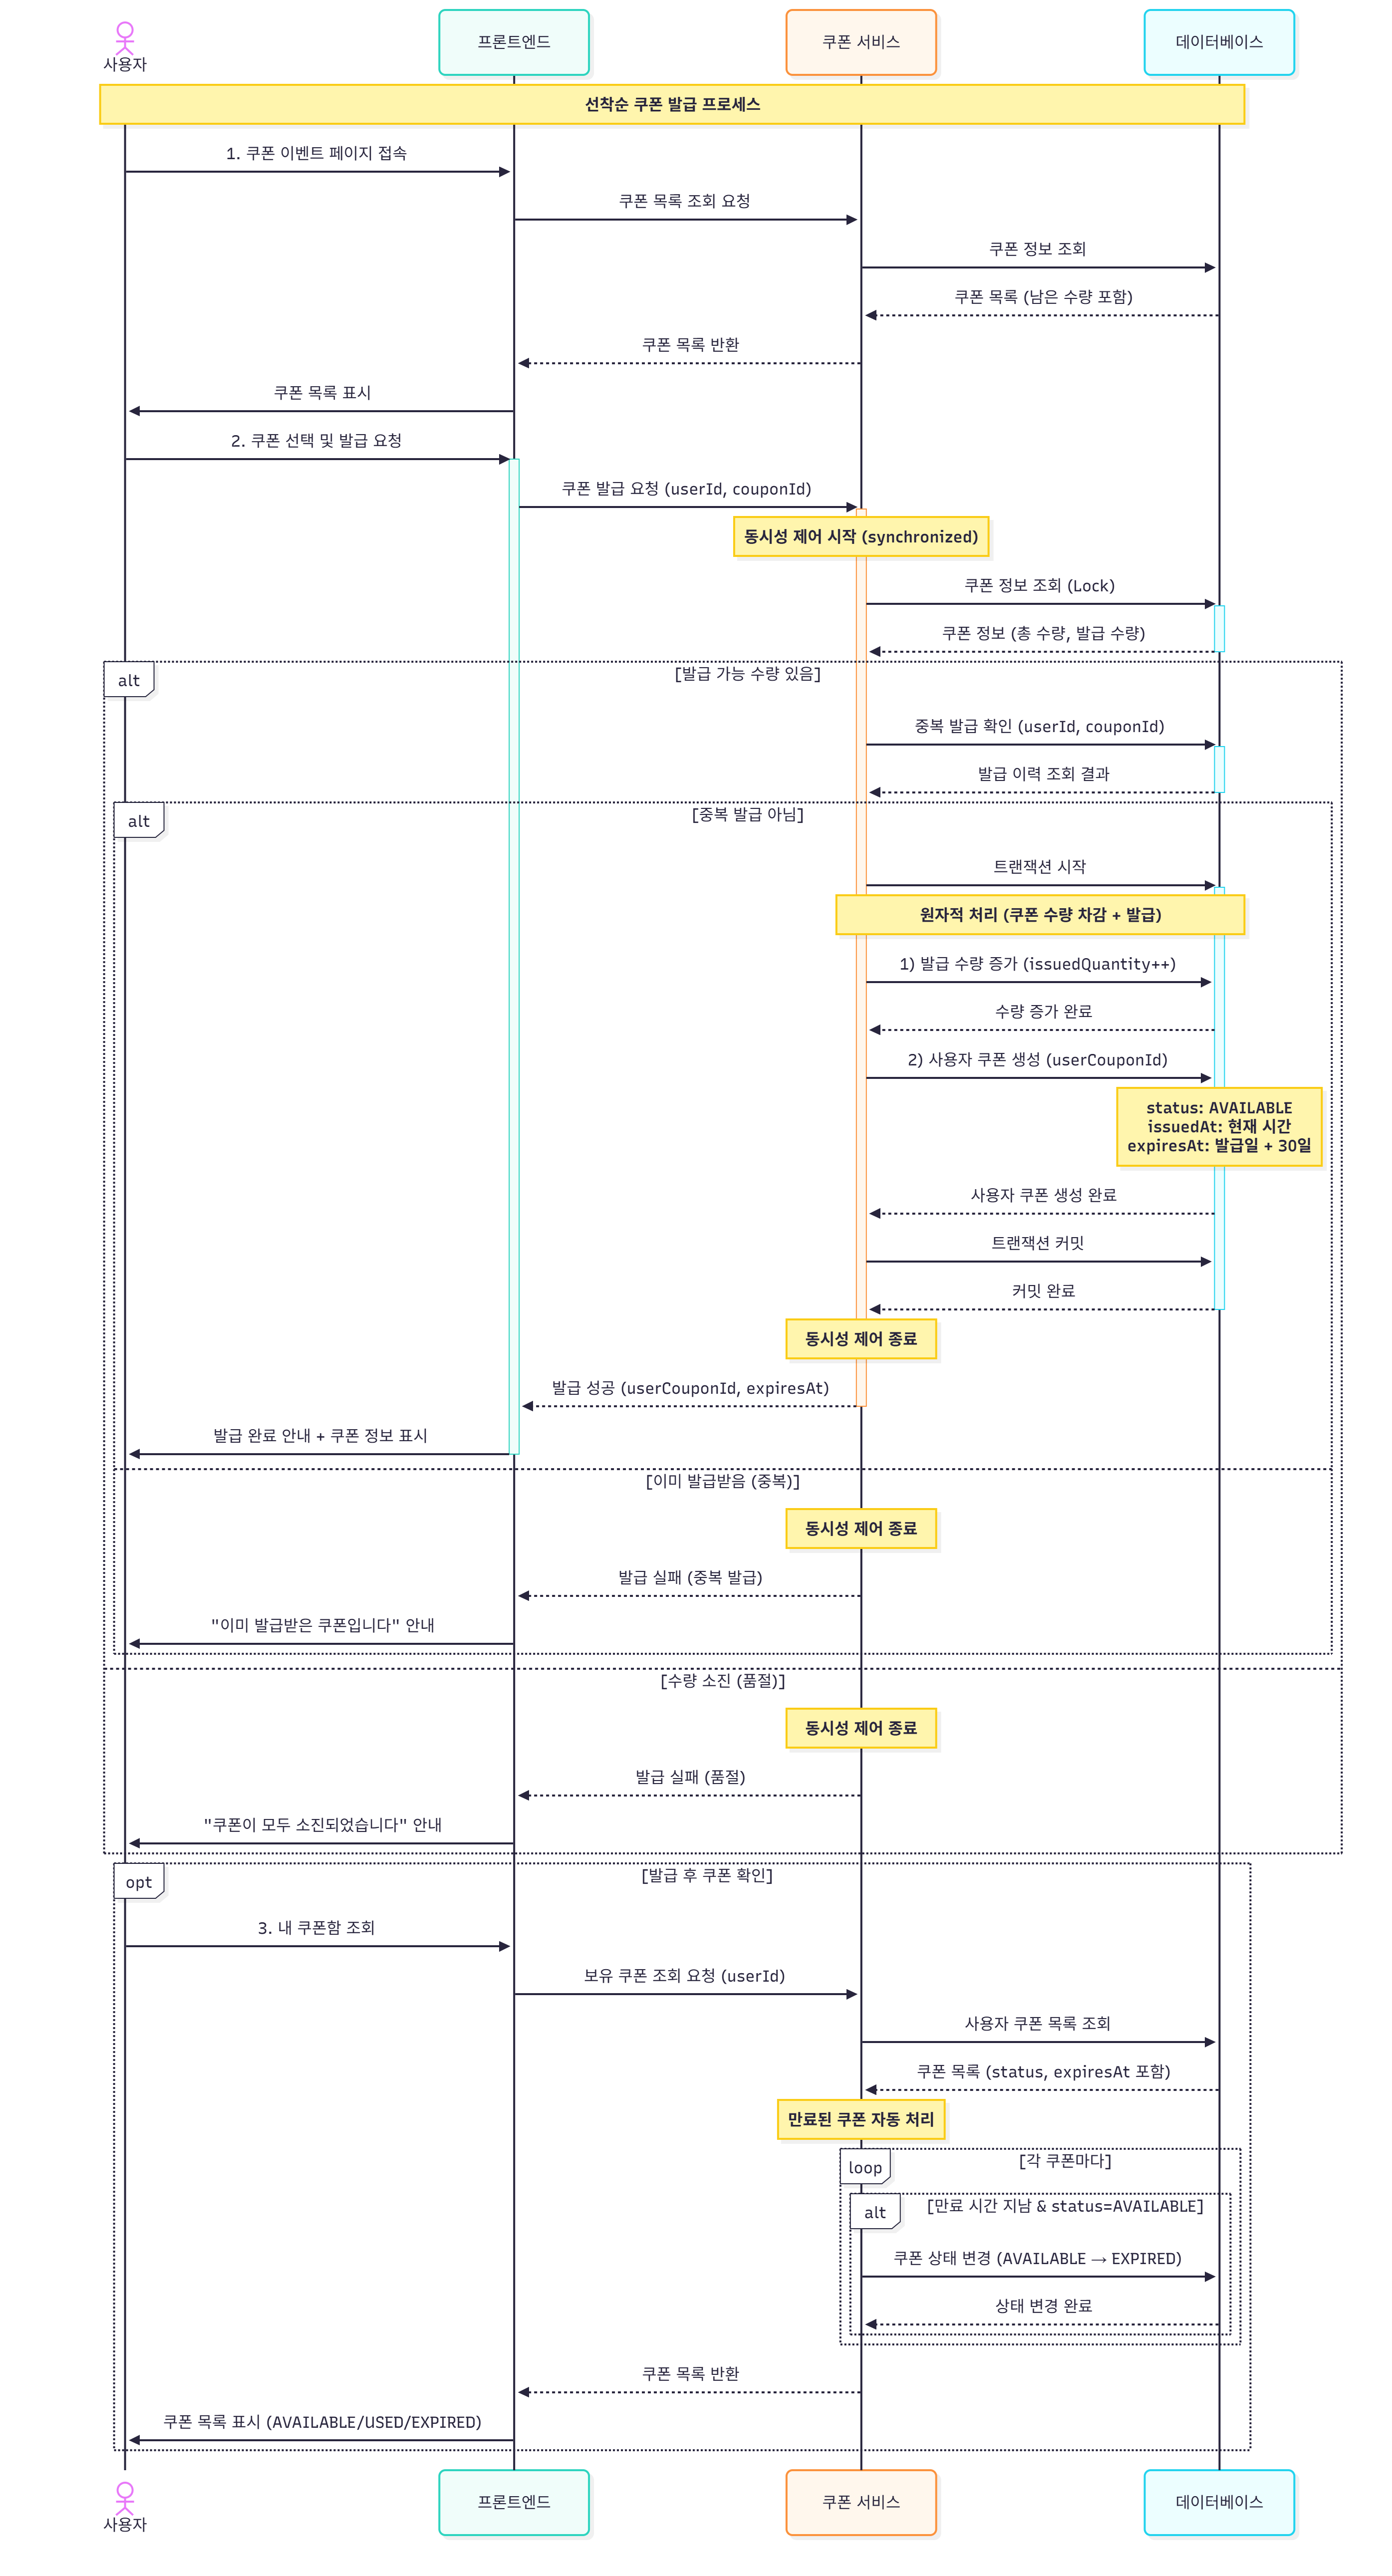 사용자
프론트엔드
쿠폰 서비스
데이터베이스
선착순 쿠폰 발급 프로세스
1. 쿠폰 이벤트 페이지 접속
쿠폰 목록 조회 요청
쿠폰 정보 조회
쿠폰 목록 (남은 수량 포함)
쿠폰 목록 반환
쿠폰 목록 표시
2. 쿠폰 선택 및 발급 요청
쿠폰 발급 요청 (userId, couponId)
동시성 제어 시작 (synchronized)
쿠폰 정보 조회 (Lock)
쿠폰 정보 (총 수량, 발급 수량)
alt
[발급 가능 수량 있음]
중복 발급 확인 (userId, couponId)
발급 이력 조회 결과
alt
[중복 발급 아님]
트랜잭션 시작
원자적 처리 (쿠폰 수량 차감 + 발급)
1) 발급 수량 증가 (issuedQuantity++)
수량 증가 완료
2) 사용자 쿠폰 생성 (userCouponId)
status: AVAILABLE
issuedAt: 현재 시간
expiresAt: 발급일 + 30일
사용자 쿠폰 생성 완료
트랜잭션 커밋
커밋 완료
동시성 제어 종료
발급 성공 (userCouponId, expiresAt)
발급 완료 안내 + 쿠폰 정보 표시
[이미 발급받음 (중복)]
동시성 제어 종료
발급 실패 (중복 발급)
"이미 발급받은 쿠폰입니다" 안내
[수량 소진 (품절)]
동시성 제어 종료
발급 실패 (품절)
"쿠폰이 모두 소진되었습니다" 안내
opt
[발급 후 쿠폰 확인]
3. 내 쿠폰함 조회
보유 쿠폰 조회 요청 (userId)
사용자 쿠폰 목록 조회
쿠폰 목록 (status, expiresAt 포함)
만료된 쿠폰 자동 처리
loop
[각 쿠폰마다]
alt
[만료 시간 지남 & status=AVAILABLE]
쿠폰 상태 변경 (AVAILABLE → EXPIRED)
상태 변경 완료
쿠폰 목록 반환
쿠폰 목록 표시 (AVAILABLE/USED/EXPIRED)
사용자
프론트엔드
쿠폰 서비스
데이터베이스